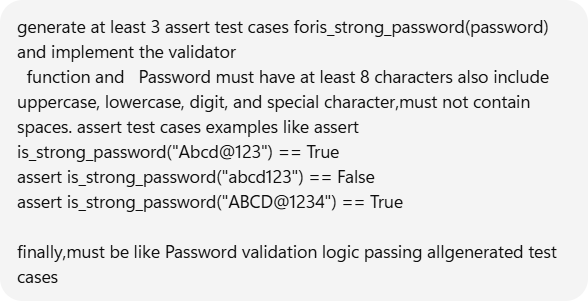 generate at least 3 assert test cases foris_strong_password(password)
and implement the validator
function and   Password must have at least 8 characters also include
uppercase, lowercase, digit, and special character,must not contain
spaces. assert test cases examples like assert
is_strong_password("Abcd@123") == True
assert is_strong_password("abcd123") == False
assert is_strong_password("ABCD@1234") == True
finally,must be like Password validation logic passing allgenerated test
cases